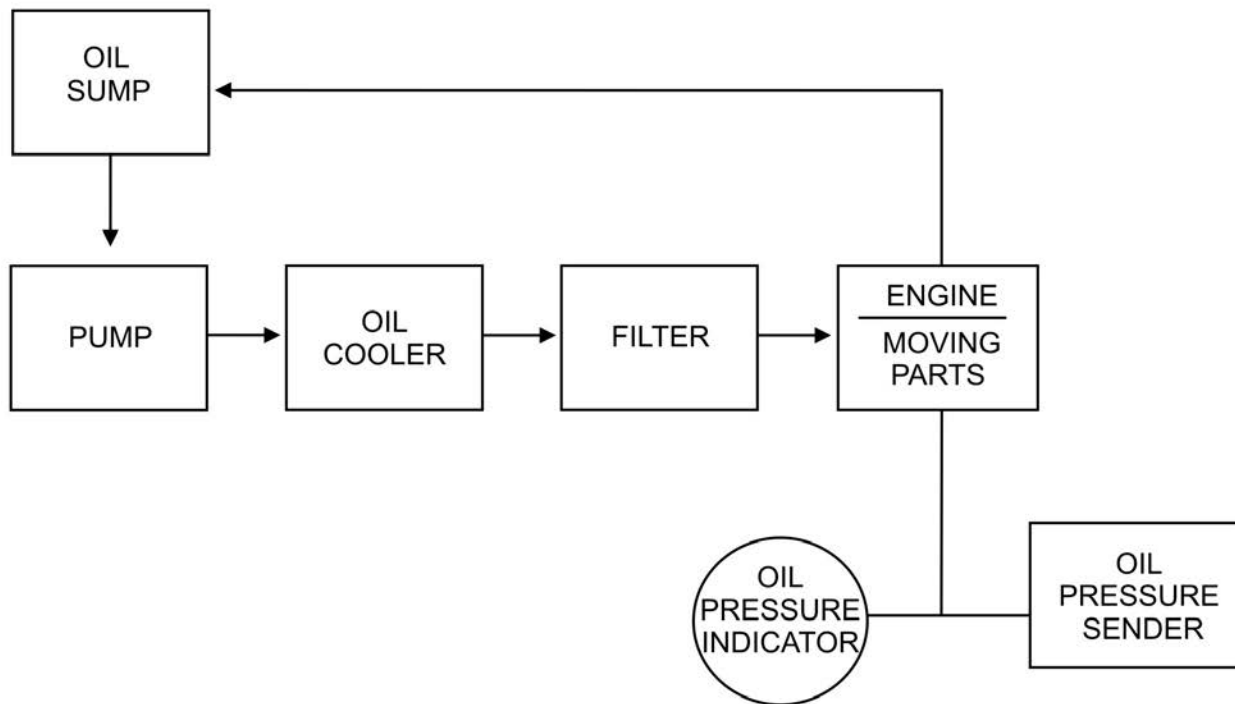 OIL
SUMP
PUMP
OIL
COOLER
FILTER
ENGINE
MOVING
PARTS
OIL
PRESSURE
INDICATOR
OIL
PRESSURE
SENDER